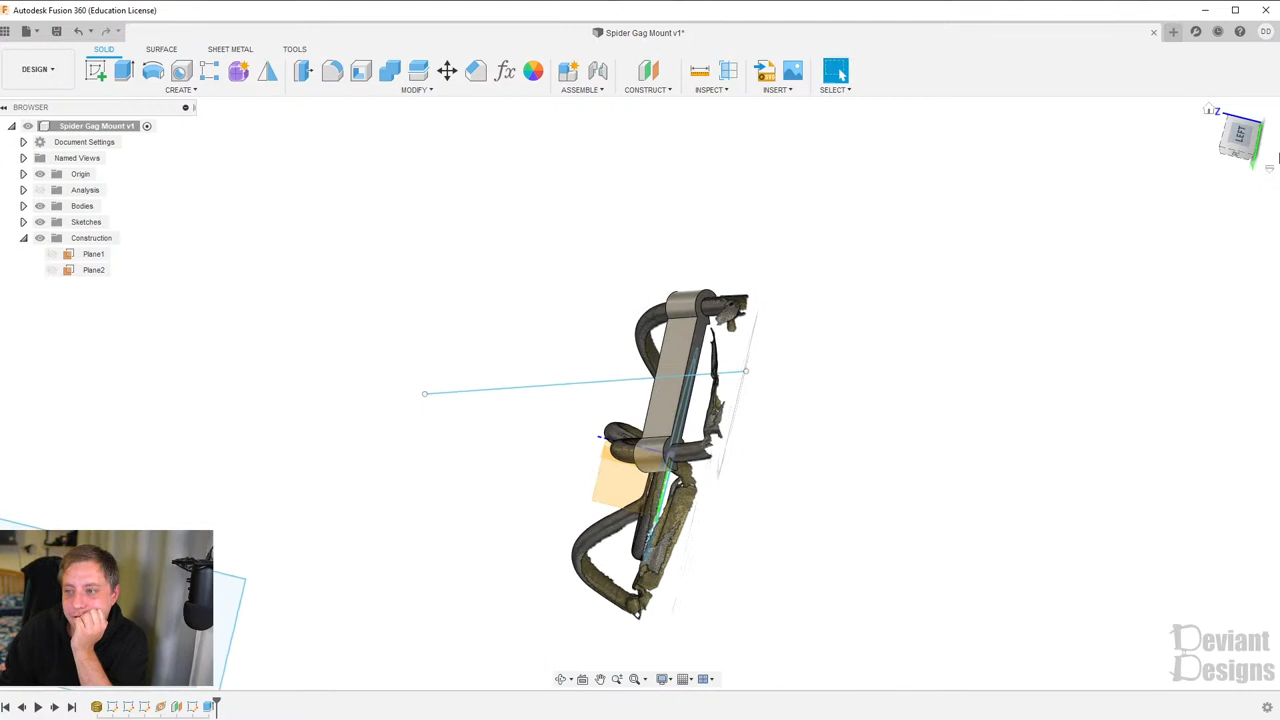 Autodesk Fusion 360 (Education License)
Spider Gag Mount v1*
DD
DESIGN
SOLID
SURFACE
SHEET METAL
TOOLS
CREATE
MODIFY
ASSEMBLE
CONSTRUCT
INSPECT
INSERT
SELECT
BROWSER
Spider Gag Mount v1
Document Settings
Named Views
Origin
Analysis
Bodies
Sketches
Construction
Plane1
Plane2
Z
LEFT
Deviant
Designs